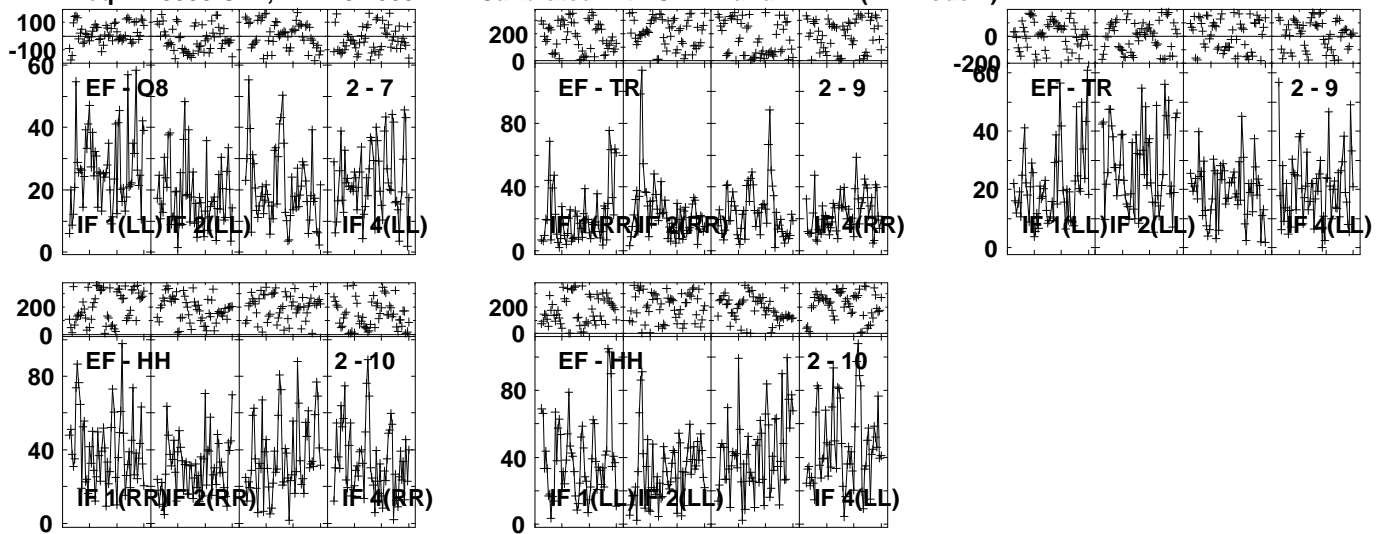 100
-100
60
EF - O8
2 - 7
40
20
IF 1(LL)
IF 2(LL)
IF 4(LL)
0
200
0
EF - TR
2 - 9
80
40
IF 1(RR)
IF 2(RR)
IF 4(RR)
0
0
-200
60
EF - TR
2 - 9
40
20
IF 1(LL)
IF 2(LL)
IF 4(LL)
0
200
0
EF - HH
2 - 10
80
40
IF 1(RR)
IF 2(RR)
IF 4(RR)
0
200
0
EF - HH
2 - 10
80
40
IF 1(LL)
IF 2(LL)
IF 4(LL)
0